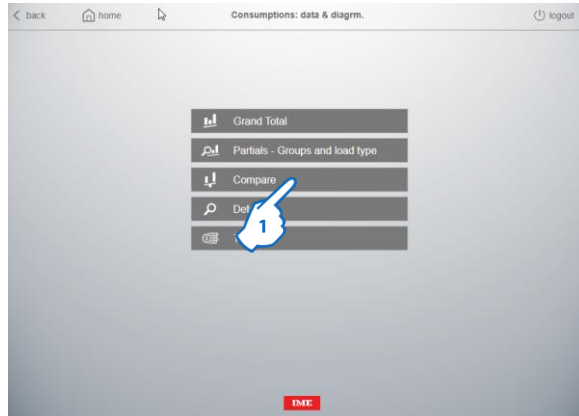 back
home
Consumptions: data & diagrm.
logout
Grand Total
Partials - Groups and load type
Compare
1
IME